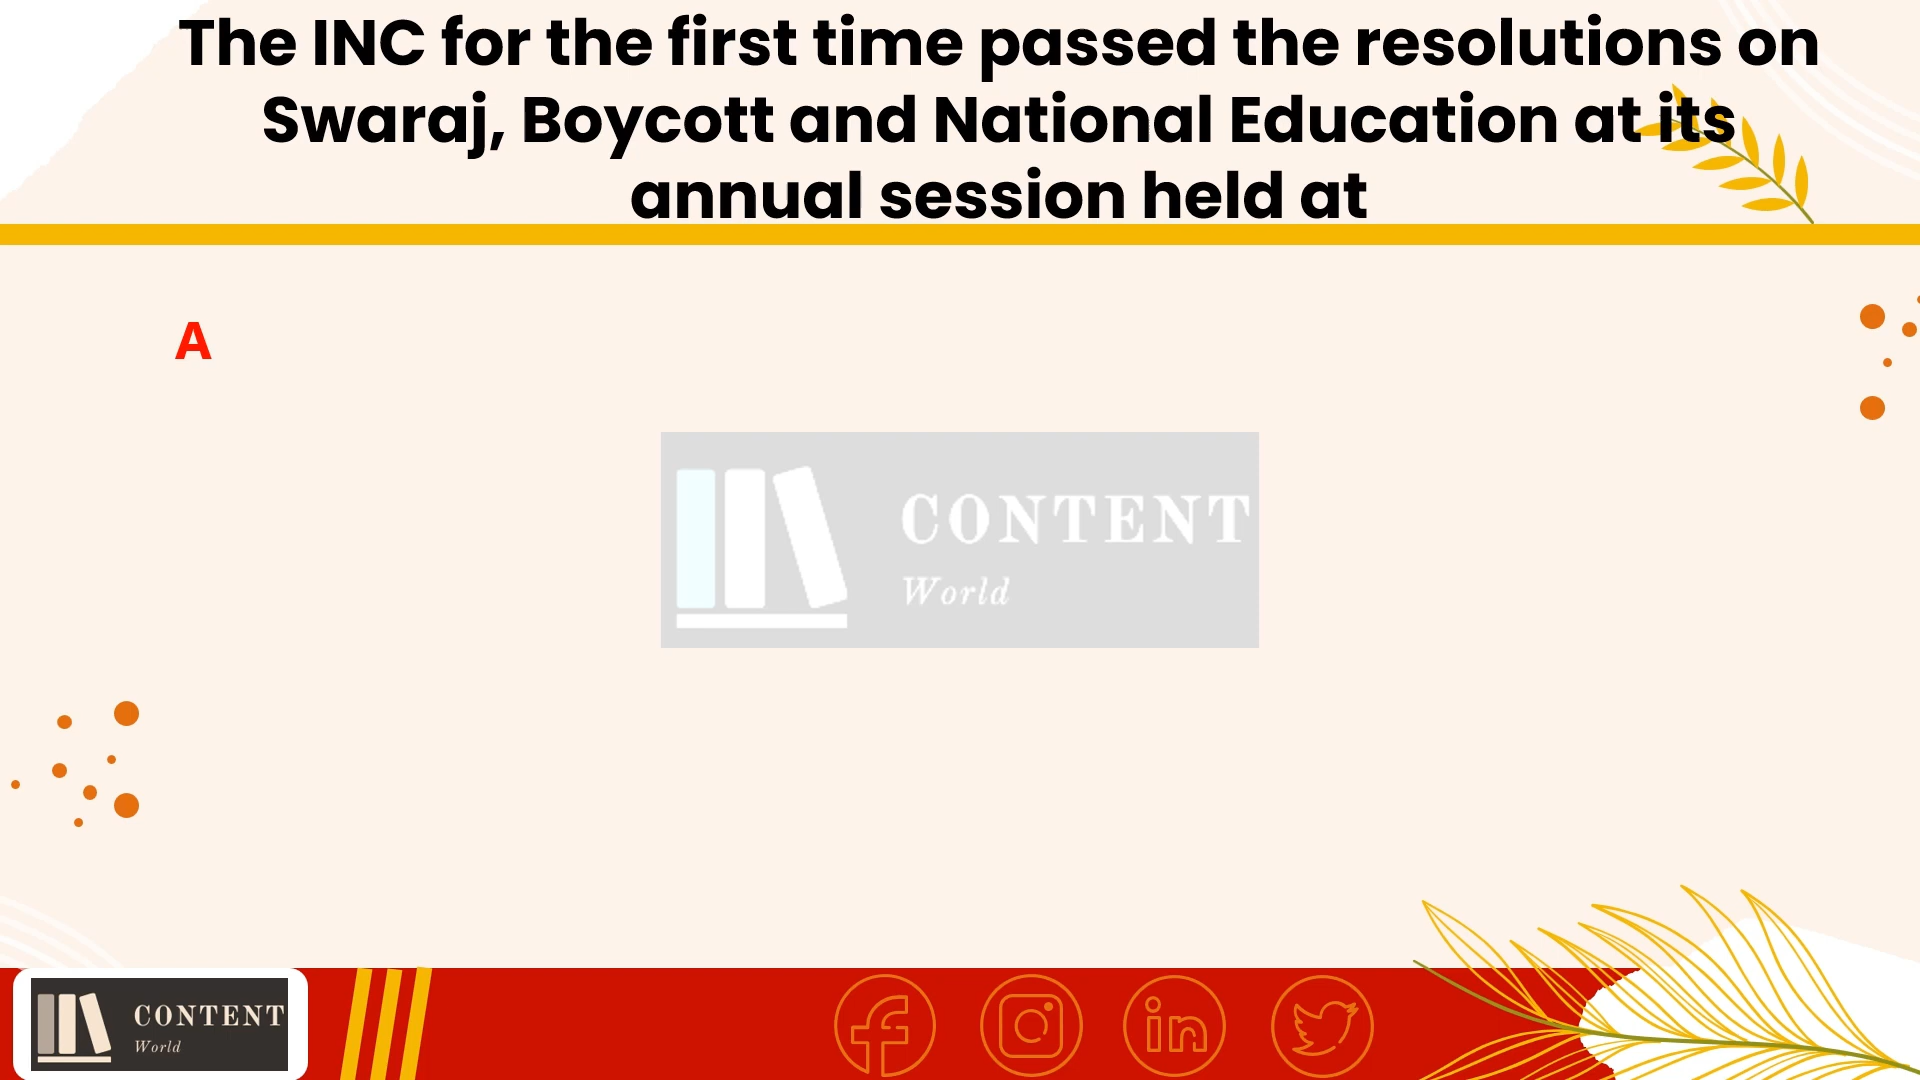 The INC for the first time passed the resolutions on
Swaraj, Boycott and National Education at its
annual session held at
A
CONTENT
World
CONTENT
World